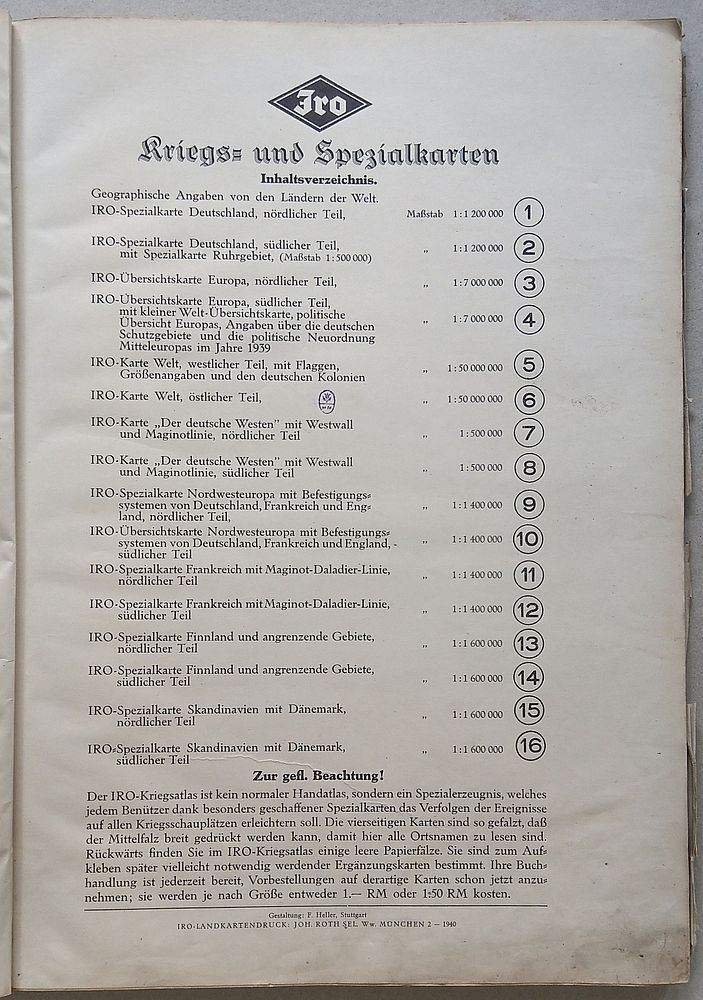 Iro
Kriegs= und Spezialkarten
Inhaltsverzeichnis.
Geographische Angaben von den Ländern der Welt.
IRO-Spezialkarte Deutschland, nördlicher Teil, Maßstab 1:1 200 000 1
IRO-Spezialkarte Deutschland, südlicher Teil,
mit Spezialkarte Ruhrgebiet, (Maßstab 1:500 000) „ 1:1 200 000 2
IRO-Übersichtskarte Europa, nördlicher Teil, „ 1:7 000 000 3
IRO-Übersichtskarte Europa, südlicher Teil,
mit kleiner Welt-Übersichtskarte, politische
Übersicht Europas, Angaben über die deutschen „ 1:7 000 000 4
Schutzgebiete und die politische Neuordnung
Mitteleuropas im Jahre 1939
IRO-Karte Welt, westlicher Teil, mit Flaggen,
Größenangaben und den deutschen Kolonien „ 1:50 000 000 5
IRO-Karte Welt, östlicher Teil, „ 1:50 000 000 6
IRO-Karte „Der deutsche Westen" mit Westwall
und Maginotlinie, nördlicher Teil „ 1:500 000 7
IRO-Karte „Der deutsche Westen" mit Westwall
und Maginotlinie, südlicher Teil „ 1:500 000 8
IRO-Spezialkarte Nordwesteuropa mit Befestigungs=
systemen von Deutschland, Frankreich und Eng= „ 1:1 400 000 9
land, nördlicher Teil,
IRO-Übersichtskarte Nordwesteuropa mit Befestigungs=
systemen von Deutschland, Frankreich und England, - „ 1:1 400 000 10
südlicher Teil
IRO-Spezialkarte Frankreich mit Maginot-Daladier-Linie,
nördlicher Teil „ 1:1 400 000 11
IRO-Spezialkarte Frankreich mit Maginot-Daladier-Linie,
südlicher Teil „ 1:1 400 000 12
IRO-Spezialkarte Finnland und angrenzende Gebiete,
nördlicher Teil „ 1:1 600 000 13
IRO-Spezialkarte Finnland und angrenzende Gebiete,
südlicher Teil „ 1:1 600 000 14
IRO-Spezialkarte Skandinavien mit Dänemark,
nördlicher Teil „ 1:1 600 000 15
IRO=Spezialkarte Skandinavien mit Dänemark,
südlicher Teil „ 1:1 600 000 16
Zur gefl. Beachtung!
Der IRO-Kriegsatlas ist kein normaler Handatlas, sondern ein Spezialerzeugnis, welches
jedem Benützer dank besonders geschaffener Spezialkarten das Verfolgen der Ereignisse
auf allen Kriegsschauplätzen erleichtern soll. Die vierseitigen Karten sind so gefalzt, daß
der Mittelfalz breit gedrückt werden kann, damit hier alle Ortsnamen zu lesen sind.
Rückwärts finden Sie im IRO-Kriegsatlas einige leere Papierfälze. Sie sind zum Auf=
kleben später vielleicht notwendig werdender Ergänzungskarten bestimmt. Ihre Buch=
handlung ist jederzeit bereit, Vorbestellungen auf derartige Karten schon jetzt anzu=
nehmen; sie werden je nach Größe entweder 1.— RM oder 1.50 RM kosten.
Gestaltung: F. Heller, Stuttgart
IRO-LANDKARTENDRUCK: JOH. ROTH SEL. Ww. MÜNCHEN 2 — 1940